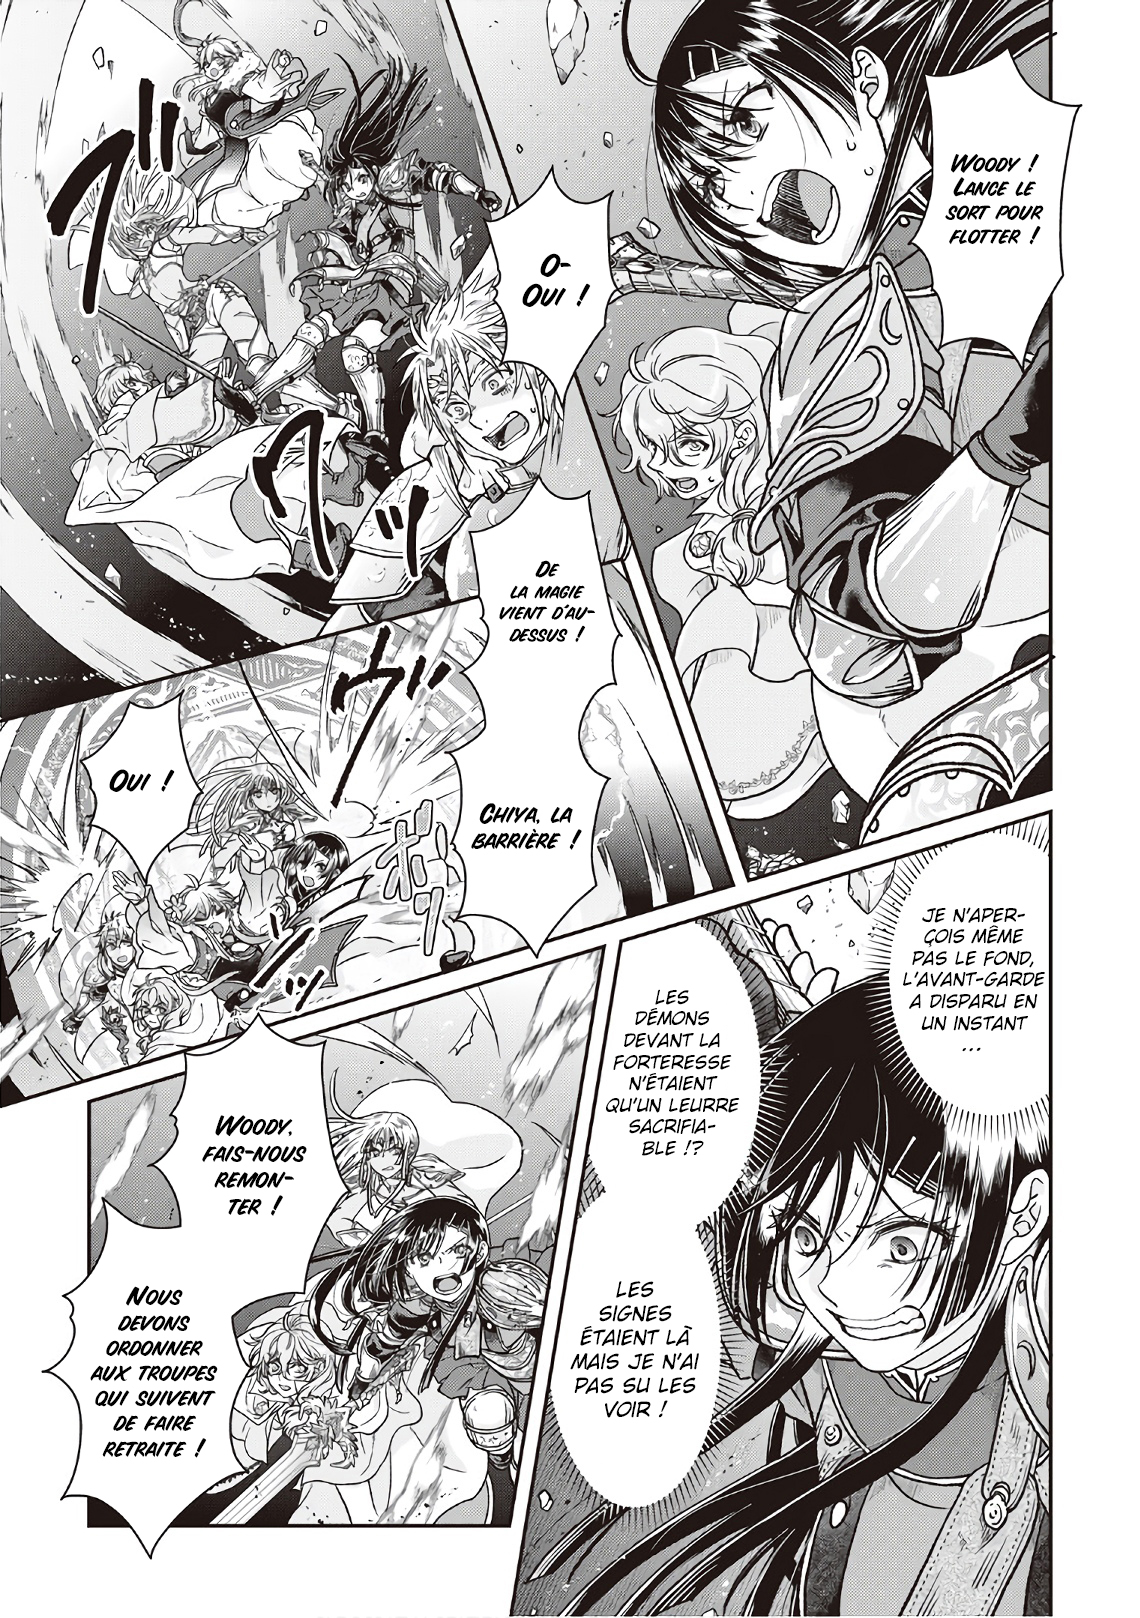 WOODY !
LANCE LE
SORT POUR
FLOTTER !
O-
OUI !
DE
LA MAGIE
VIENT D'AU-
DESSUS !
CHIYA, LA
BARRIÈRE !
OUI !
JE N'APER-
ÇOIS MÊME
PAS LE FOND,
L'AVANT-GARDE
A DISPARU EN
UN INSTANT
...
LES
DÉMONS
DEVANT LA
FORTERESSE
N'ÉTAIENT
QU'UN LEURRE
SACRIFIA-
BLE !?
LES
SIGNES
ÉTAIENT LÀ
MAIS JE N'AI
PAS SU LES
VOIR !
WOODY,
FAIS-NOUS
REMON-
TER !
NOUS
DEVONS
ORDONNER
AUX TROUPES
QUI SUIVENT
DE FAIRE
RETRAITE !